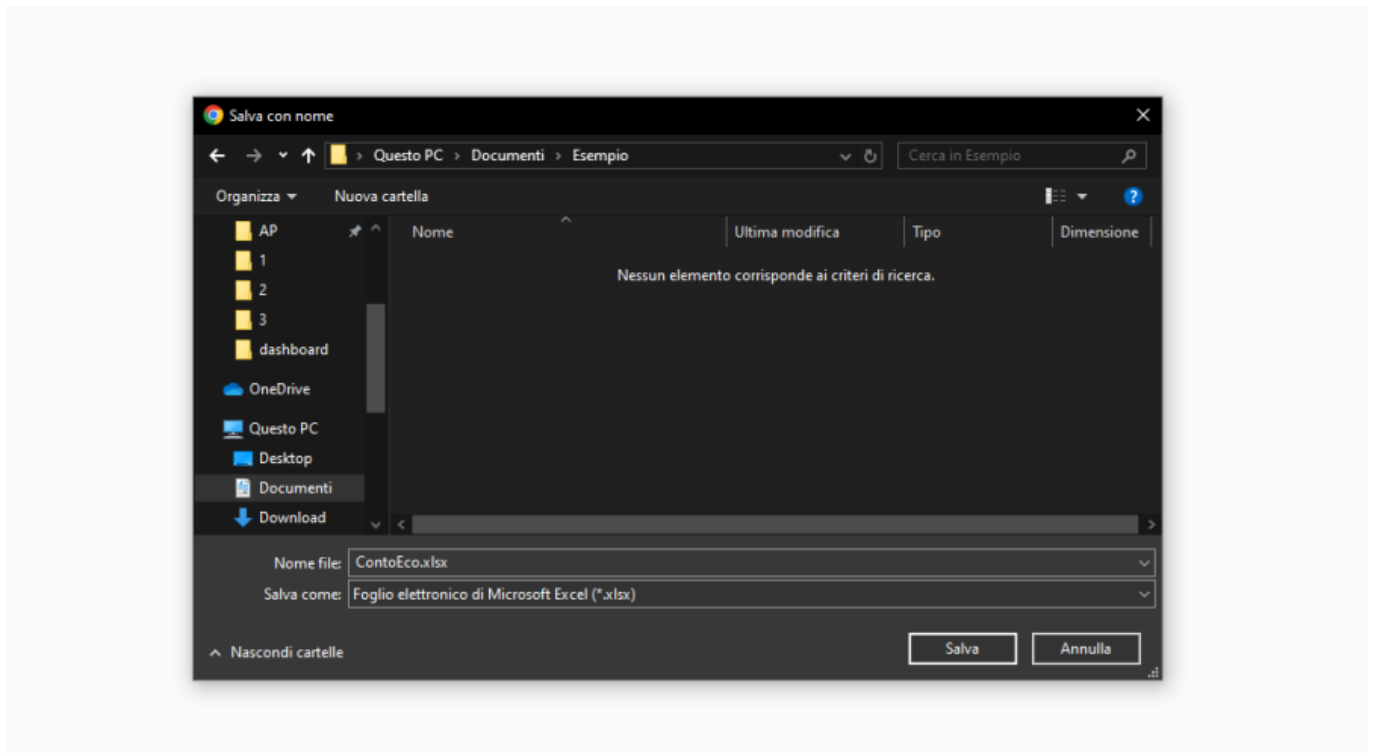 Salva con nome
Questo PC > Documenti > Esempio
Cerca in Esempio
Organizza
Nuova cartella
AP
1
2
3
dashboard
OneDrive
Questo PC
Desktop
Documenti
Download
Nome Ultima modifica Tipo Dimensione
Nessun elemento corrisponde ai criteri di ricerca.
Nome file: ContoEco.xlsx
Salva come: Foglio elettronico di Microsoft Excel (*.xlsx)
Nascondi cartelle
Salva
Annulla